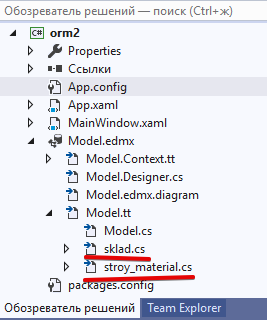 Обозреватель решений — поиск (Ctrl+ж)
orm2
Properties
Ссылки
App.config
App.xaml
MainWindow.xaml
Model.edmx
Model.Context.tt
Model.Designer.cs
Model.edmx.diagram
Model.tt
Model.cs
sklad.cs
stroy_material.cs
packages.config
Обозреватель решений Team Explorer